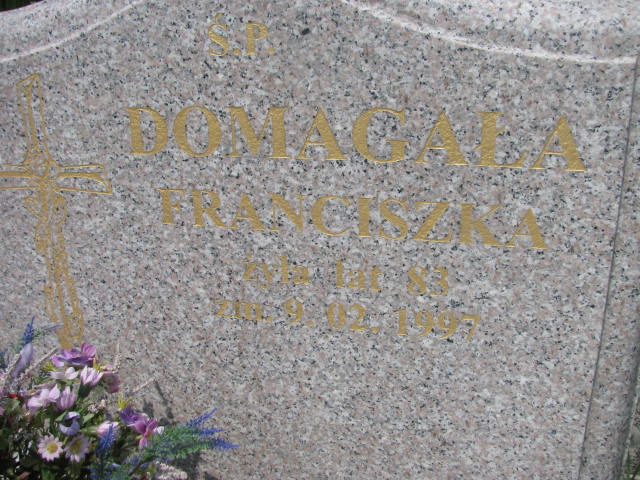 Ś.P.
DOMAGAŁA
FRANCISZKA
żyła lat 83
zm. 9. 02. 1997